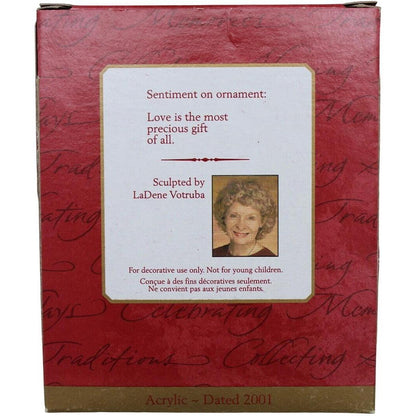 Sentiment on ornament:
Love is the most
precious gift
of all.
Sculpted by
LaDene Votruba
For decorative use only. Not for young children.
Conçue à des fins décoratives seulement.
Ne convient pas aux jeunes enfants.
Celebrating Mem
Traditions Collecting
Acrylic ~ Dated 2001